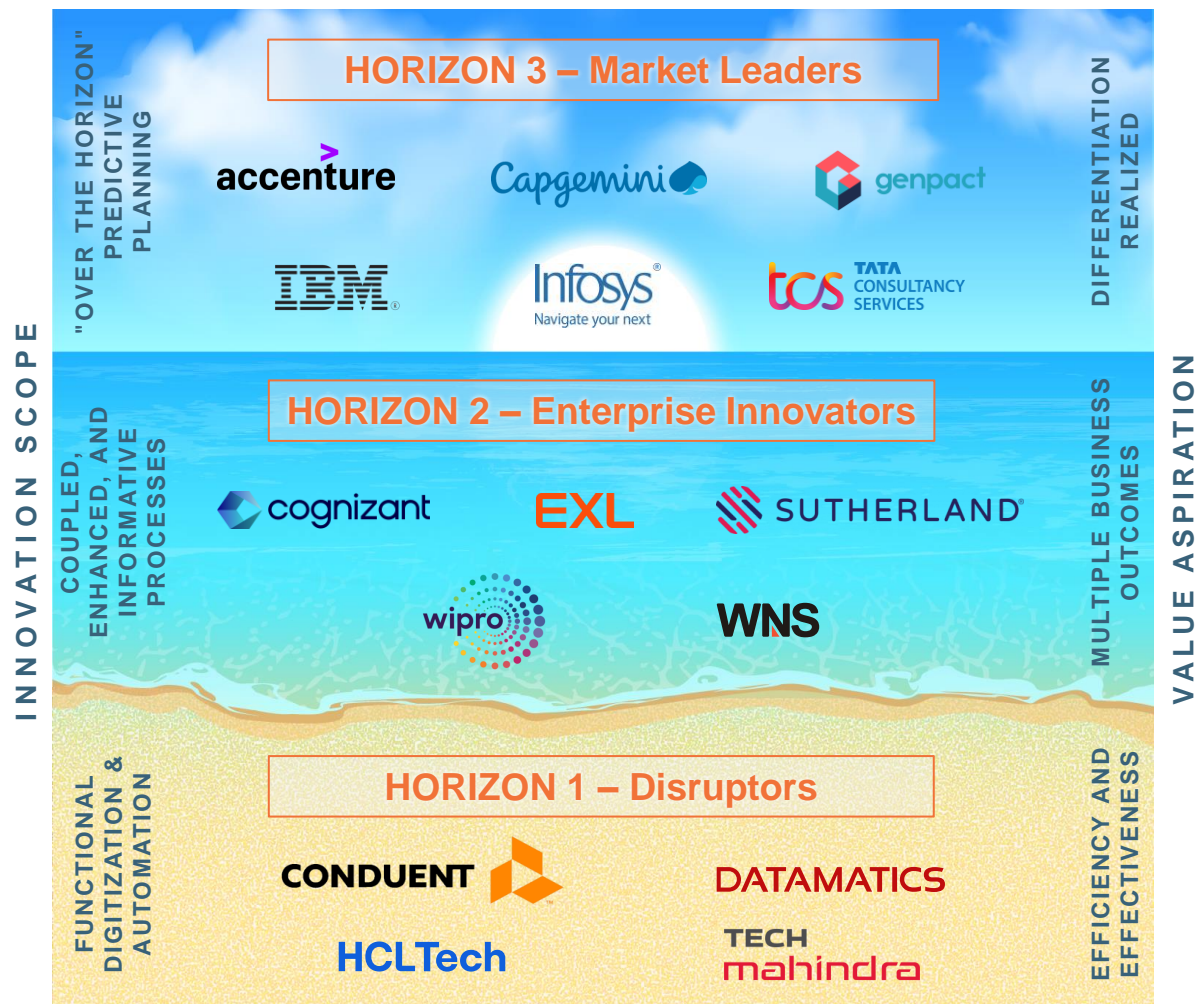 INNOVATION SCOPE
"OVER THE HORIZON"
PREDICTIVE
PLANNING
HORIZON 3 – Market Leaders
DIFFERENTIATION
REALIZED
accenture
Capgemini
genpact
IBM®
Infosys®
Navigate your next
tcs
TATA
CONSULTANCY
SERVICES
COUPLED,
ENHANCED, AND
INFORMATIVE
PROCESSES
HORIZON 2 – Enterprise Innovators
MULTIPLE BUSINESS
OUTCOMES
cognizant
EXL
SUTHERLAND®
wipro
WNS
FUNCTIONAL
DIGITIZATION &
AUTOMATION
HORIZON 1 – Disruptors
EFFICIENCY AND
EFFECTIVENESS
CONDUENT™
DATAMATICS
HCLTech
TECH
mahindra
VALUE ASPIRATION